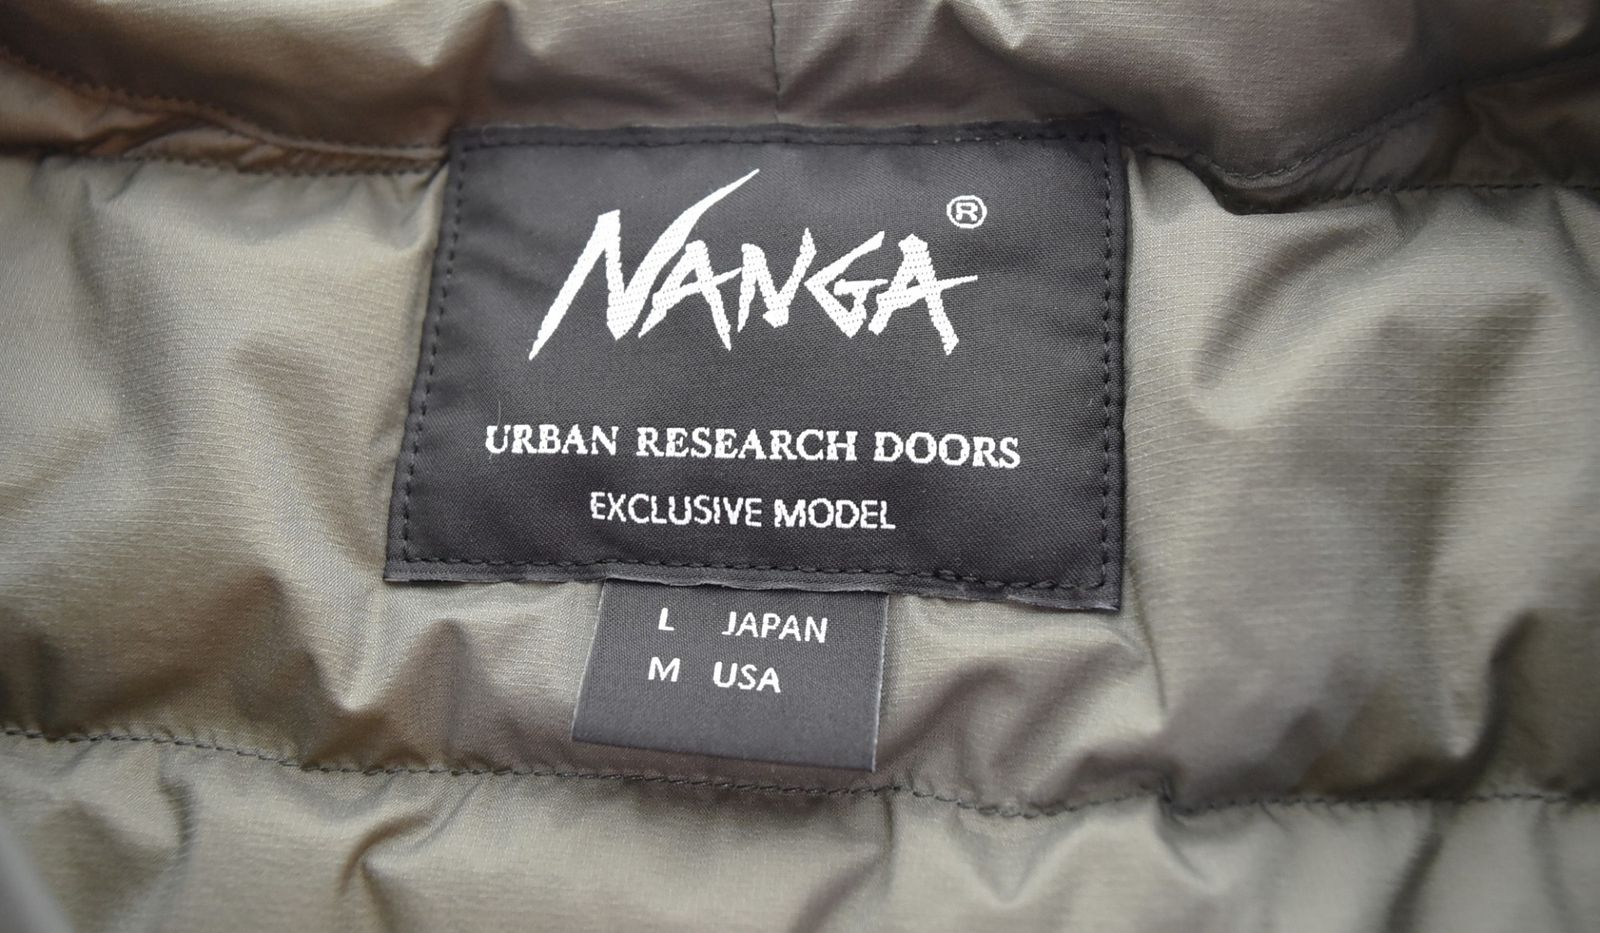 NANGA ®
URBAN RESEARCH DOORS
EXCLUSIVE MODEL
L JAPAN
M USA